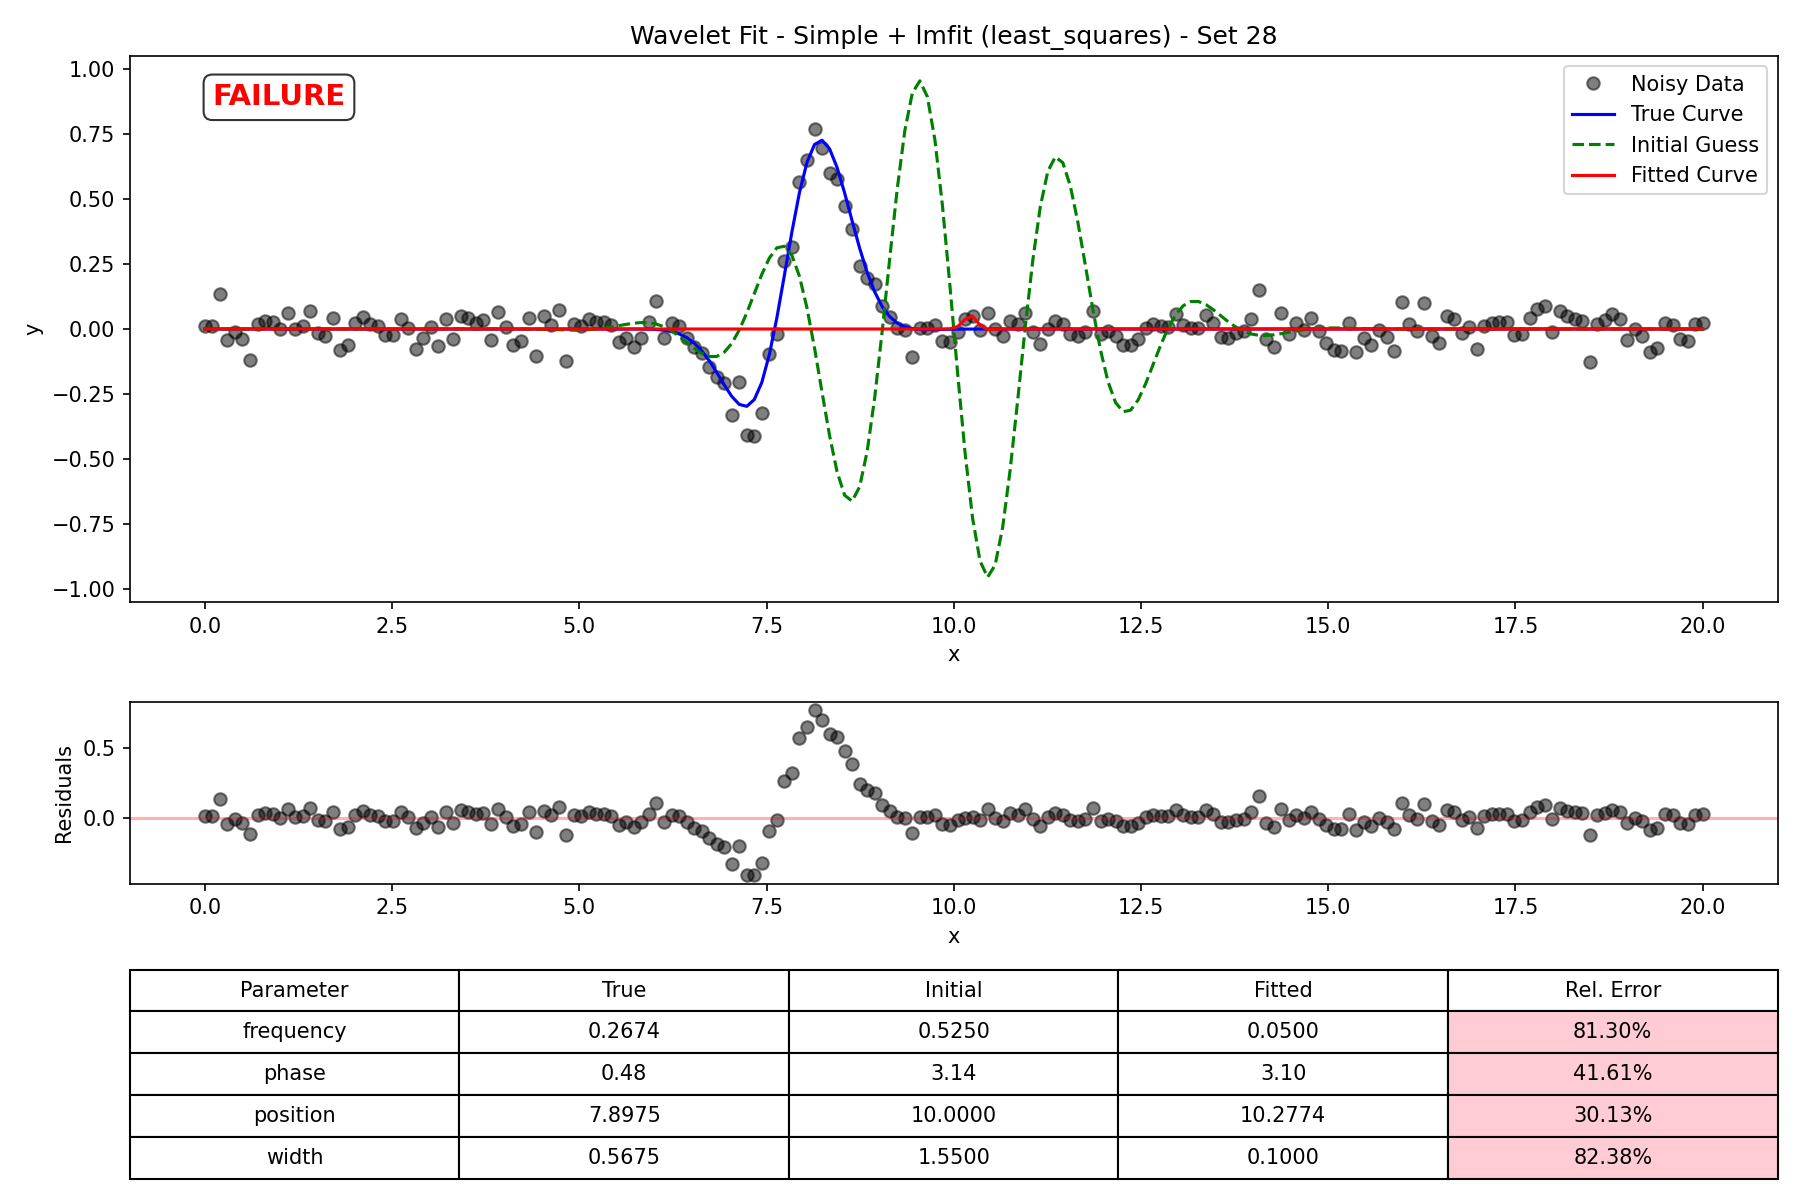 Wavelet Fit - Simple + lmfit (least_squares) - Set 28
FAILURE
Noisy Data
True Curve
Initial Guess
Fitted Curve
1.00
0.75
0.50
0.25
0.00
−0.25
−0.50
−0.75
−1.00
y
0.0 2.5 5.0 7.5 10.0 12.5 15.0 17.5 20.0
x
0.5
0.0
Residuals
0.0 2.5 5.0 7.5 10.0 12.5 15.0 17.5 20.0
x
Parameter True Initial Fitted Rel. Error
frequency 0.2674 0.5250 0.0500 81.30%
phase 0.48 3.14 3.10 41.61%
position 7.8975 10.0000 10.2774 30.13%
width 0.5675 1.5500 0.1000 82.38%